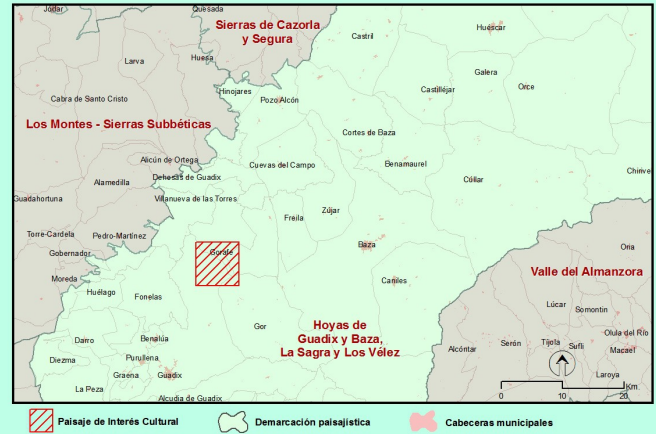 Jódar
Quesada
Sierras de Cazorla
y Segura
Castril
Huescar
Larva
Huesa
Galera
Orce
Hinojares
Pozo Alcón
Castilléjar
Cabra de Santo Cristo
Los Montes - Sierras Subbéticas
Cortes de Baza
Alicún de Ortega
Cuevas del Campo
Benamaurel
Dehesas de Guadix
Alamedilla
Cúllar
Chirive
Guadahortuna
Villanueva de las Torres
Freila
Zújar
Torre-Cardela
Pedro-Martínez
Gobernador
Gorafe
Baza
Oria
Moreda
Valle del Almanzora
Caniles
Huélago
Fonelas
Lúcar
Somontín
Gor
Hoyas de
Guadix y Baza,
La Sagra y Los Vélez
Olula del Río
Darro
Benalúa
Alcóntar
Serón
Tíjola
Sufli
Macael
Diezma
Purullena
Graena
Guadix
Laroya
La Peza
Alcudia de Guadix
Km.
0
10
20
Paisaje de Interés Cultural
Demarcación paisajística
Cabeceras municipales